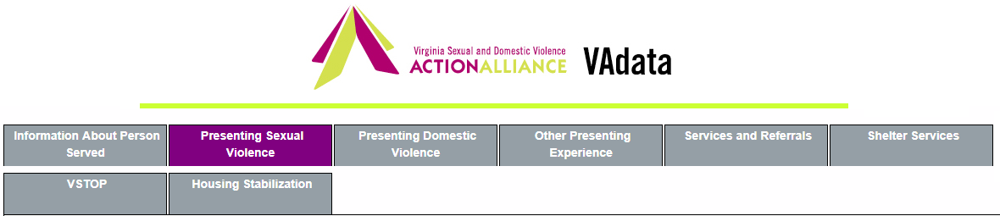 Virginia Sexual and Domestic Violence
ACTIONALLIANCE VAdata
Information About Person
Served
Presenting Sexual
Violence
Presenting Domestic
Violence
Other Presenting
Experience
Services and Referrals
Shelter Services
VSTOP
Housing Stabilization